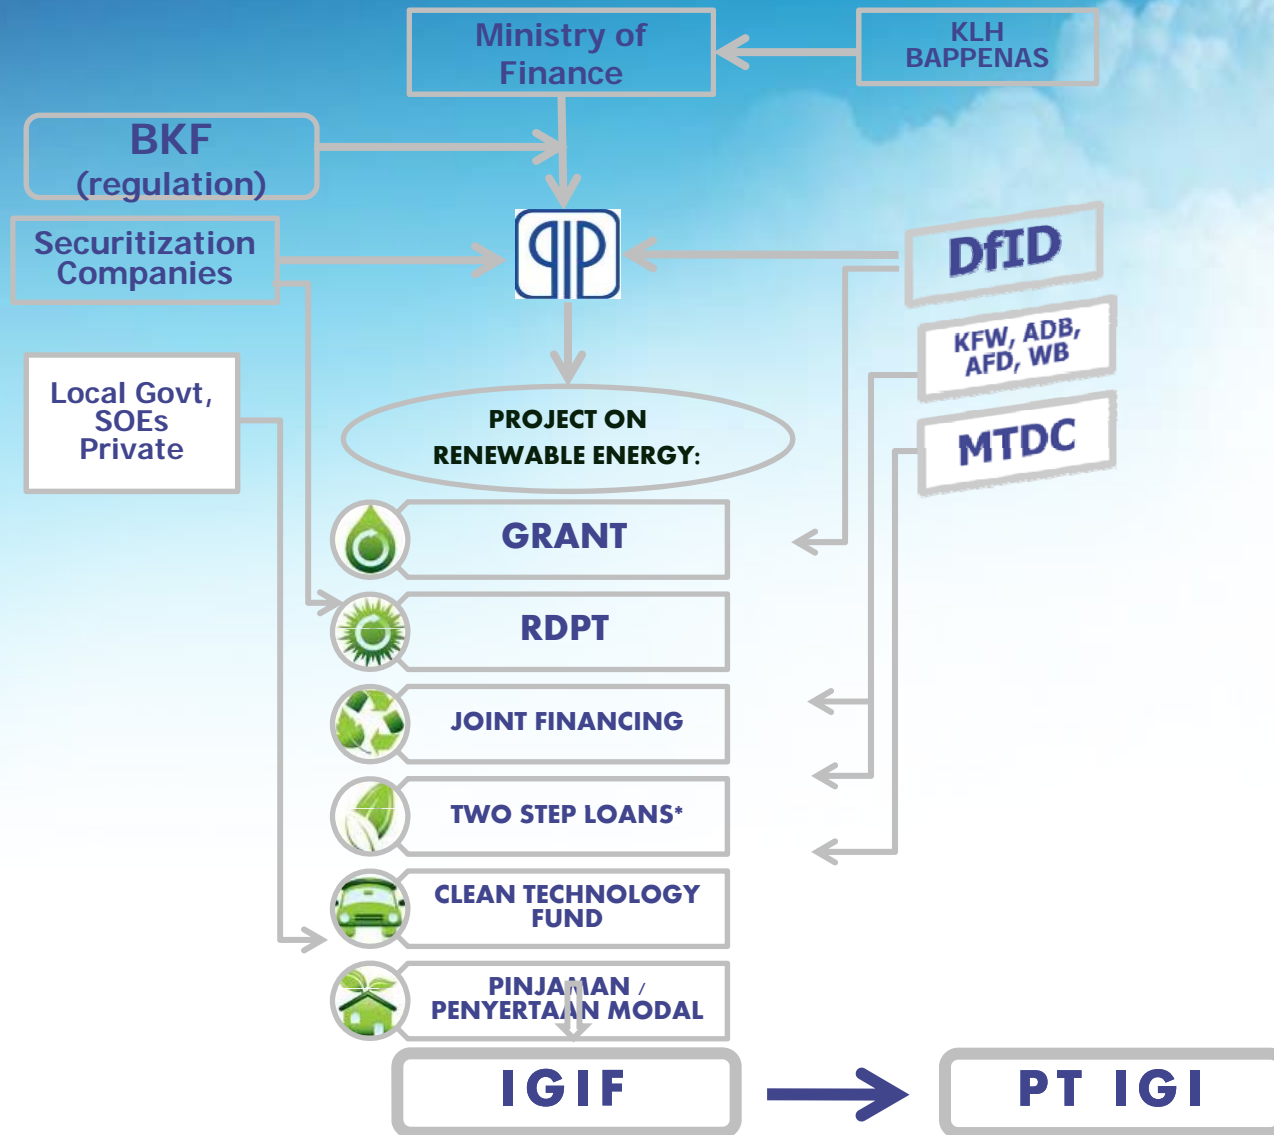 Ministry of
Finance
KLH
BAPPENAS
BKF
(regulation)
Securitization
Companies
PIP
DfID
KFW, ADB,
AFD, WB
MTDC
Local Govt,
SOEs
Private
PROJECT ON
RENEWABLE ENERGY:
GRANT
RDPT
JOINT FINANCING
TWO STEP LOANS*
CLEAN TECHNOLOGY
FUND
PINJAMAN /
PENYERTAAN MODAL
IGIF
PT IGI